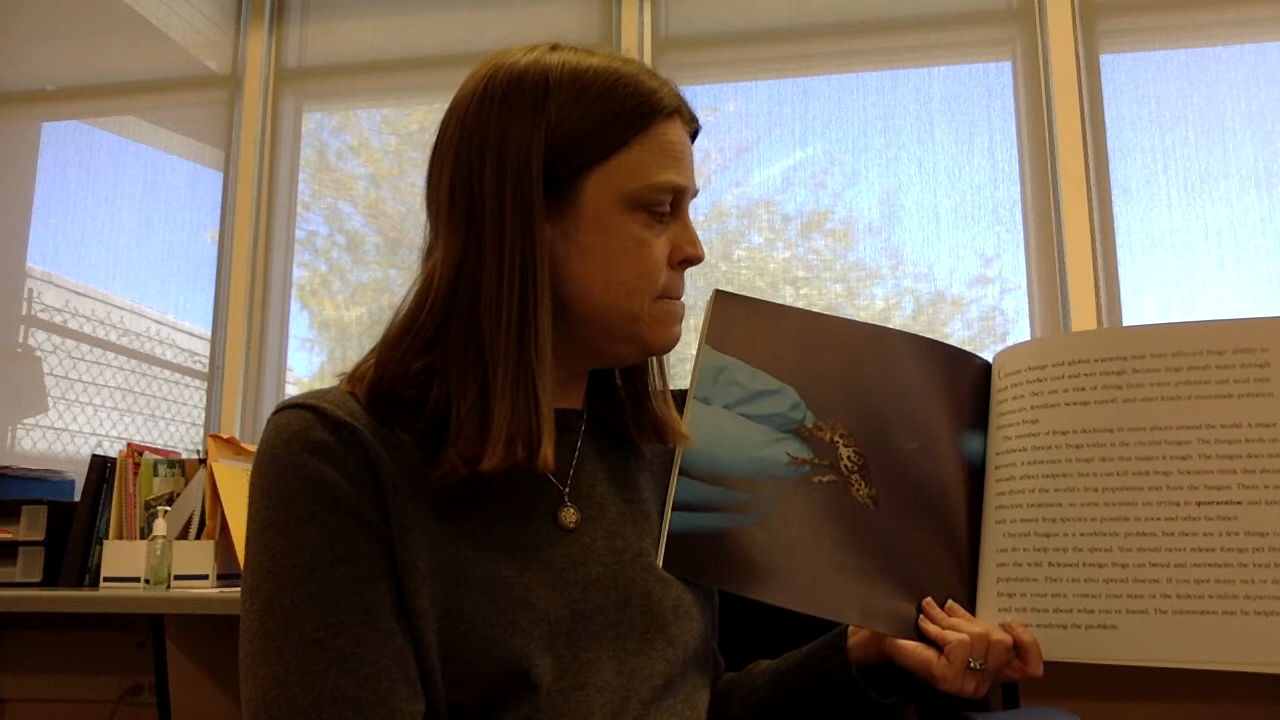 Climate change and global warming may have affected frogs' ability to
keep their bodies cool and wet enough. Because frogs absorb water through
their skin, they are at risk of dying from water pollution and acid rain.
Chemicals, fertilizer, sewage runoff, and other kinds of man-made pollution
frogs.
The number of frogs is declining in many places around the world. A major
worldwide threat to frogs today is the chytrid fungus. The fungus feeds on
keratin, a substance in frogs' skin that makes it tough. The fungus does not
usually affect tadpoles, but it can kill adult frogs. Scientists think that about
one-third of the world's frog population may have the fungus. There is no
effective treatment, so some scientists are trying to quarantine and keep
safe as many frog species as possible in zoos and other facilities.
Chytrid fungus is a worldwide problem, but there are a few things
can do to help stop the spread. You should never release foreign pet
into the wild. Released foreign frogs can breed and overwhelm the local
population. They can also spread disease. If you spot many sick or
frogs in your area, contact your state or the federal wildlife
and tell them about what you've found. The information may be
studying the problem.